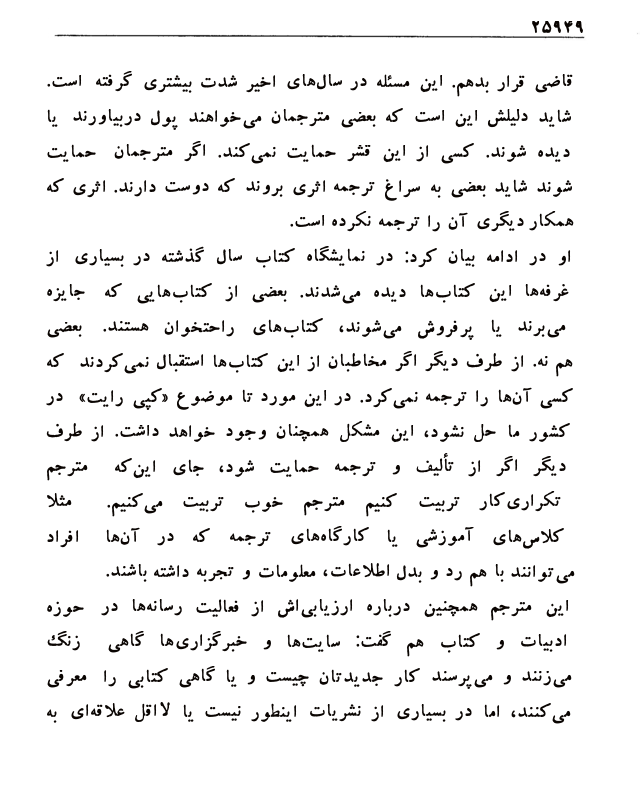 ۲۵۹۴۹
قاضی قرار بدهم. این مسئله در سال‌های اخیر شدت بیشتری گرفته است.
شاید دلیلش این است که بعضی مترجمان می‌خواهند پول دربیاورند یا
دیده شوند. کسی از این قشر حمایت نمی‌کند. اگر مترجمان حمایت
شوند شاید بعضی به سراغ ترجمه اثری بروند که دوست دارند. اثری که
همکار دیگری آن را ترجمه نکرده است.
او در ادامه بیان کرد: در نمایشگاه کتاب سال گذشته در بسیاری از
غرفه‌ها این کتاب‌ها دیده می‌شدند. بعضی از کتاب‌هایی که جایزه
می‌برند یا پرفروش می‌شوند، کتاب‌های راحتخوان هستند. بعضی
هم نه. از طرف دیگر اگر مخاطبان از این کتاب‌ها استقبال نمی‌کردند که
کسی آن‌ها را ترجمه نمی‌کرد. در این مورد تا موضوع «کپی رایت» در
کشور ما حل نشود، این مشکل همچنان وجود خواهد داشت. از طرف
دیگر اگر از تألیف و ترجمه حمایت شود، جای این‌که مترجم
تکراری‌کار تربیت کنیم مترجم خوب تربیت می‌کنیم. مثلا
کلاس‌های آموزشی یا کارگاه‌های ترجمه که در آن‌ها افراد
می‌توانند با هم رد و بدل اطلاعات، معلومات و تجربه داشته باشند.
این مترجم همچنین درباره ارزیابی‌اش از فعالیت رسانه‌ها در حوزه
ادبیات و کتاب هم گفت: سایت‌ها و خبرگزاری‌ها گاهی زنگ
می‌زنند و می‌پرسند کار جدیدتان چیست و یا گاهی کتابی را معرفی
می‌کنند، اما در بسیاری از نشریات اینطور نیست یا لااقل علاقه‌ای به